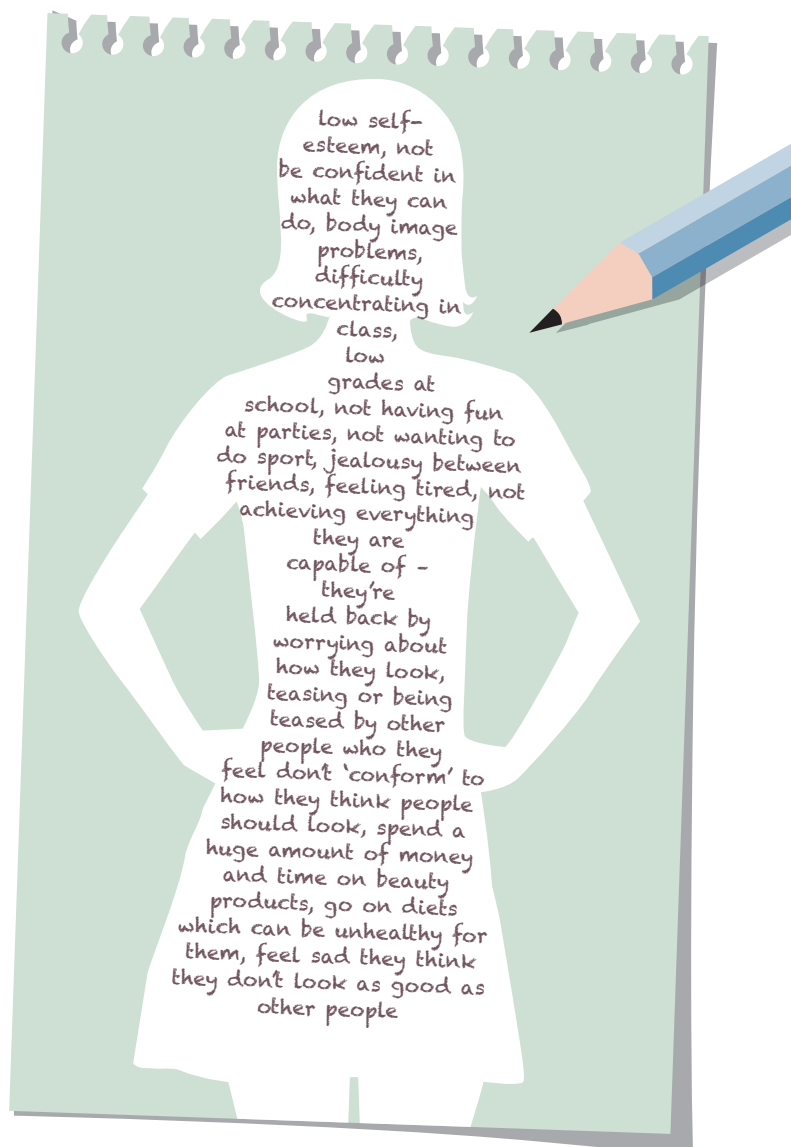 low self-
esteem, not
be confident in
what they can
do, body image
problems,
difficulty
concentrating in
class,
low
grades at
school, not having fun
at parties, not wanting to
do sport, jealousy between
friends, feeling tired, not
achieving everything
they are
capable of –
they're
held back by
worrying about
how they look,
teasing or being
teased by other
people who they
feel don't ‘conform’ to
how they think people
should look, spend a
huge amount of money
and time on beauty
products, go on diets
which can be unhealthy for
them, feel sad they think
they don't look as good as
other people